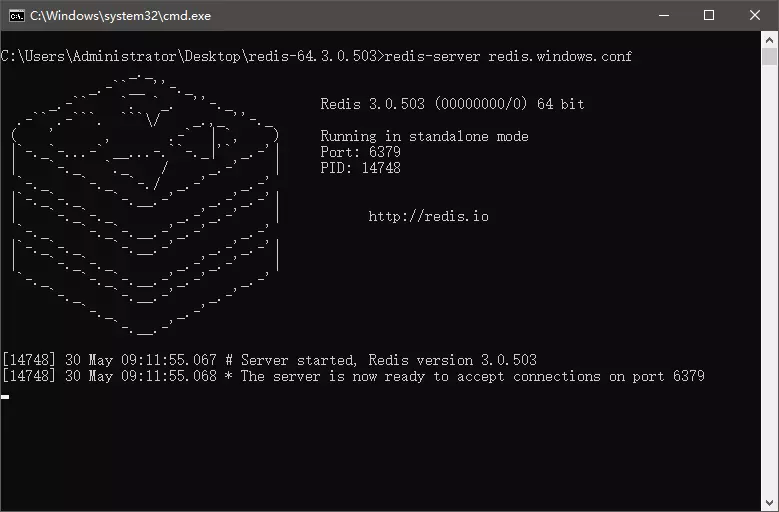 C:\Windows\system32\cmd.exe
C:\Users\Administrator\Desktop\redis-64.3.0.503>redis-server redis.windows.conf
Redis 3.0.503 (00000000/0) 64 bit
Running in standalone mode
Port: 6379
PID: 14748
http://redis.io
[14748] 30 May 09:11:55.067 # Server started, Redis version 3.0.503
[14748] 30 May 09:11:55.068 * The server is now ready to accept connections on port 6379